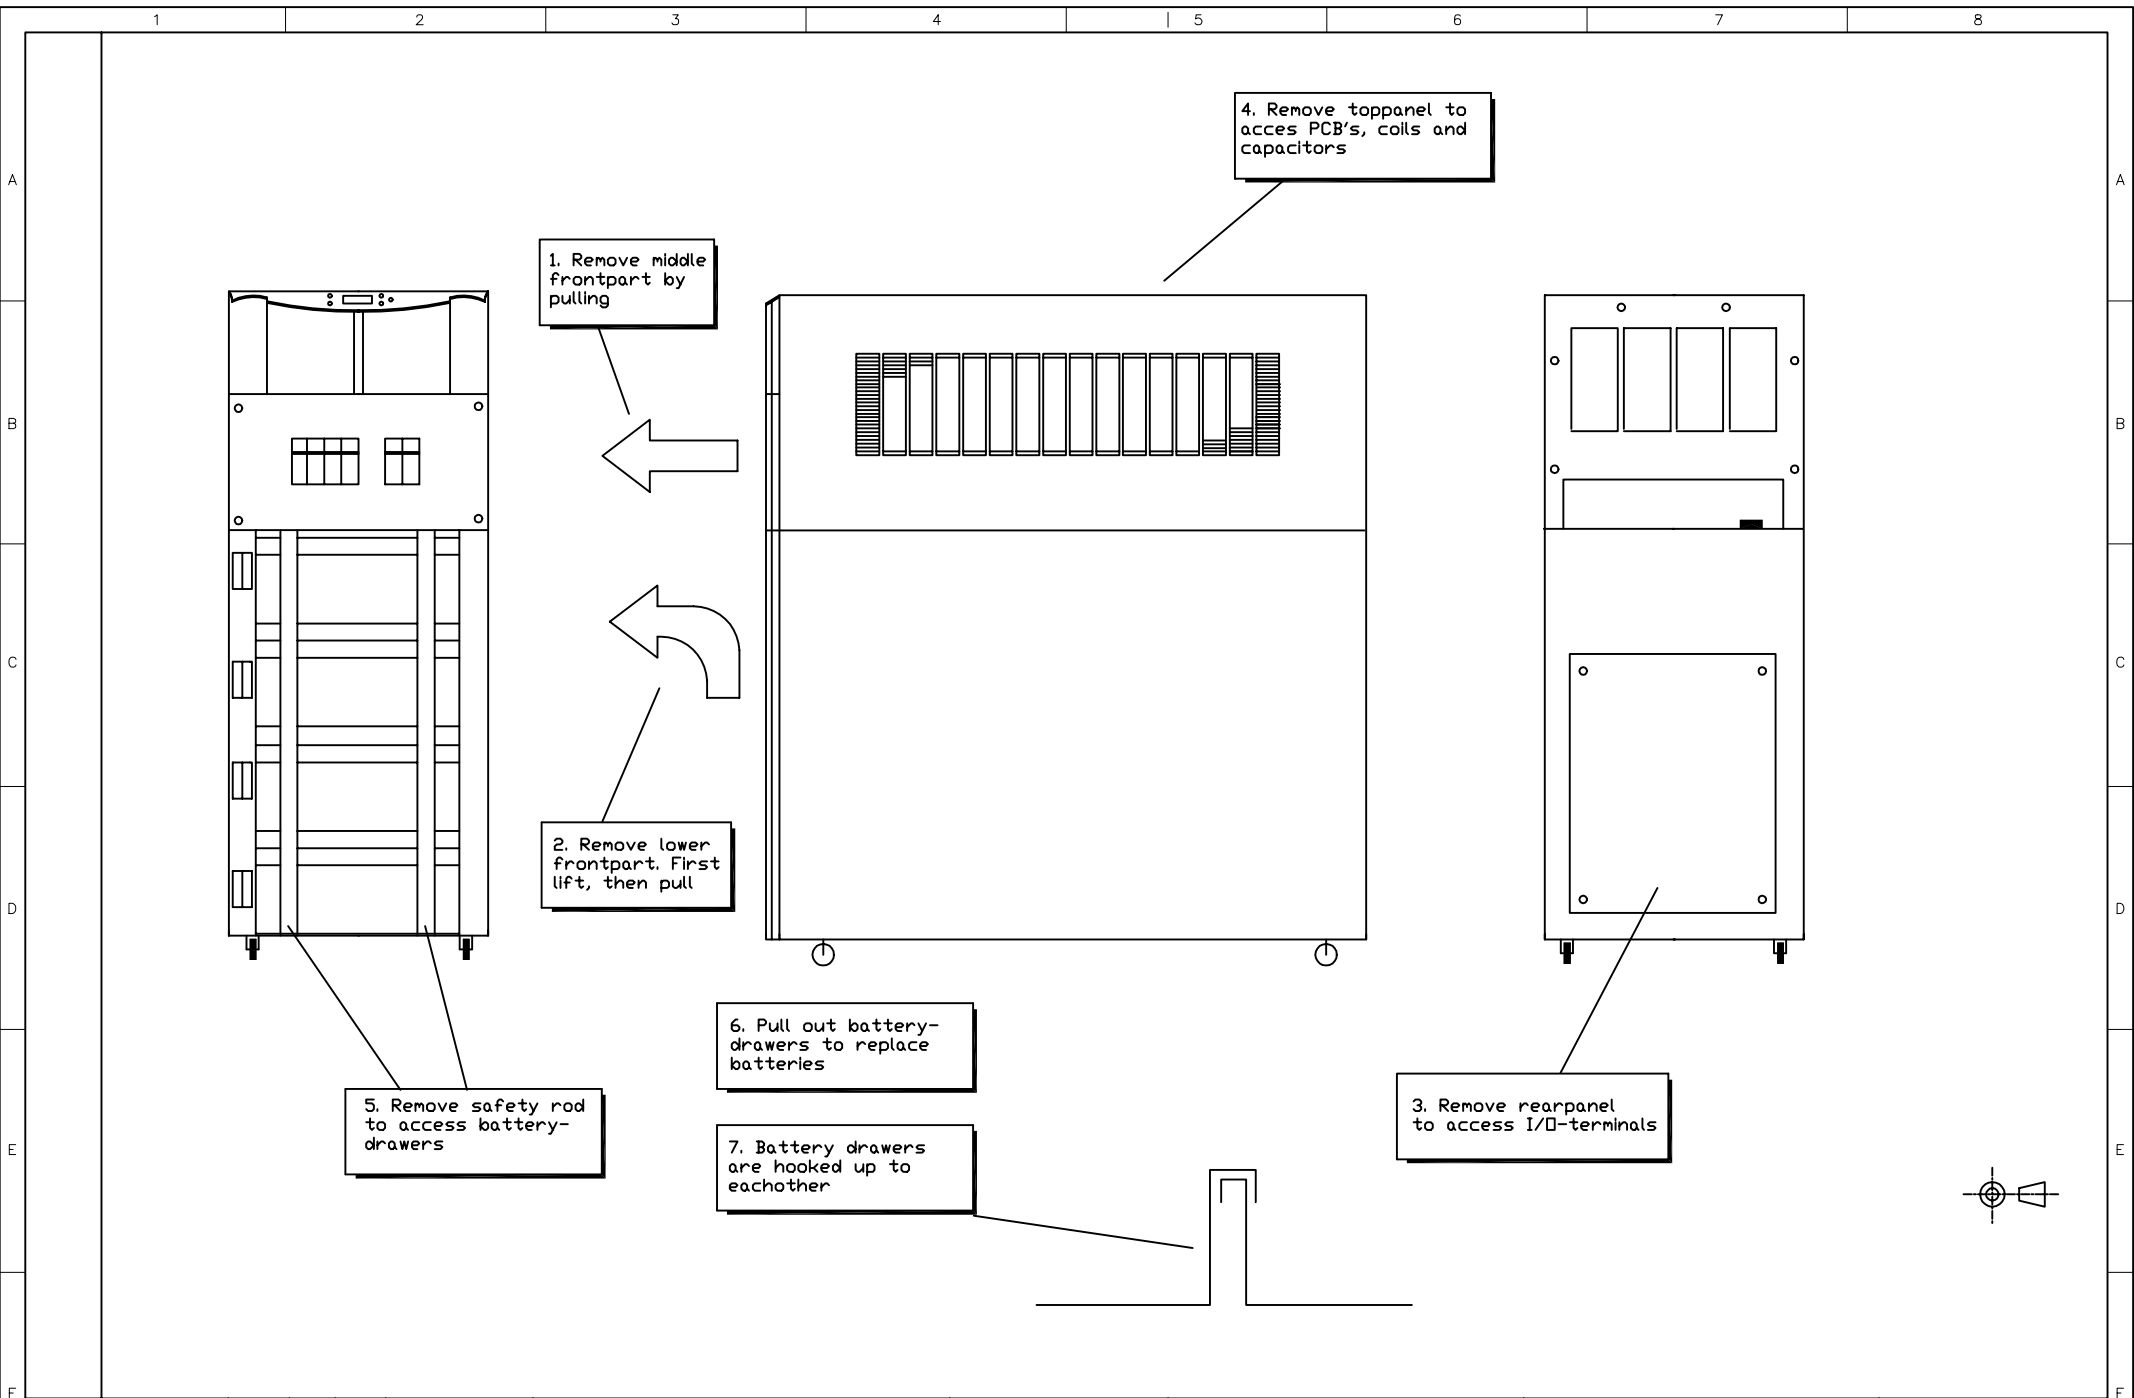 1 2 3 4 5 6 7 8
4. Remove toppanel to
acces PCB's, coils and
capacitors
A A
1. Remove middle
frontpart by
pulling
B B
C C
2. Remove lower
frontpart. First
lift, then pull
D D
6. Pull out battery-
drawers to replace
batteries
5. Remove safety rod
to access battery-
drawers
3. Remove rearpanel
to access I/O-terminals
7. Battery drawers
are hooked up to
eachother
E E
F F